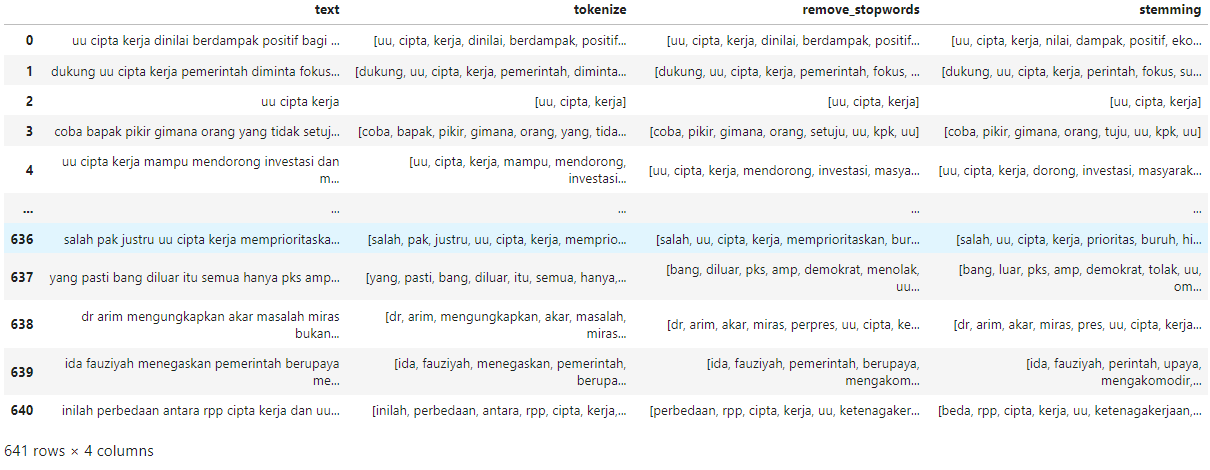 text tokenize remove_stopwords stemming
0 uu cipta kerja dinilai berdampak positif bagi ... [uu, cipta, kerja, dinilai, berdampak, positif... [uu, cipta, kerja, dinilai, berdampak, positif... [uu, cipta, kerja, nilai, dampak, positif, eko...
1 dukung uu cipta kerja pemerintah diminta fokus... [dukung, uu, cipta, kerja, pemerintah, diminta... [dukung, uu, cipta, kerja, pemerintah, fokus, ... [dukung, uu, cipta, kerja, perintah, fokus, su...
2 uu cipta kerja [uu, cipta, kerja] [uu, cipta, kerja] [uu, cipta, kerja]
3 coba bapak pikir gimana orang yang tidak setuj... [coba, bapak, pikir, gimana, orang, yang, tida... [coba, pikir, gimana, orang, setuju, uu, kpk, uu] [coba, pikir, gimana, orang, tuju, uu, kpk, uu]
4 uu cipta kerja mampu mendorong investasi dan m... [uu, cipta, kerja, mampu, mendorong, investasi... [uu, cipta, kerja, mendorong, investasi, masya... [uu, cipta, kerja, dorong, investasi, masyarak...
... ... ... ... ...
636 salah pak justru uu cipta kerja memprioritaska... [salah, pak, justru, uu, cipta, kerja, memprio... [salah, uu, cipta, kerja, memprioritaskan, bur... [salah, uu, cipta, kerja, prioritas, buruh, hi...
637 yang pasti bang diluar itu semua hanya pks amp... [yang, pasti, bang, diluar, itu, semua, hanya,... [bang, diluar, pks, amp, demokrat, menolak, uu... [bang, luar, pks, amp, demokrat, tolak, uu, om...
638 dr arim mengungkapkan akar masalah miras bukan... [dr, arim, mengungkapkan, akar, masalah, miras... [dr, arim, akar, miras, perpres, uu, cipta, ke... [dr, arim, akar, miras, pres, uu, cipta, kerja...
639 ida fauziyah menegaskan pemerintah berupaya me... [ida, fauziyah, menegaskan, pemerintah, berupa... [ida, fauziyah, pemerintah, berupaya, mengakom... [ida, fauziyah, perintah, upaya, mengakomodir,...
640 inilah perbedaan antara rpp cipta kerja dan uu... [inilah, perbedaan, antara, rpp, cipta, kerja,... [perbedaan, rpp, cipta, kerja, uu, ketenagaker... [beda, rpp, cipta, kerja, uu, ketenagakerjaan,...
641 rows × 4 columns